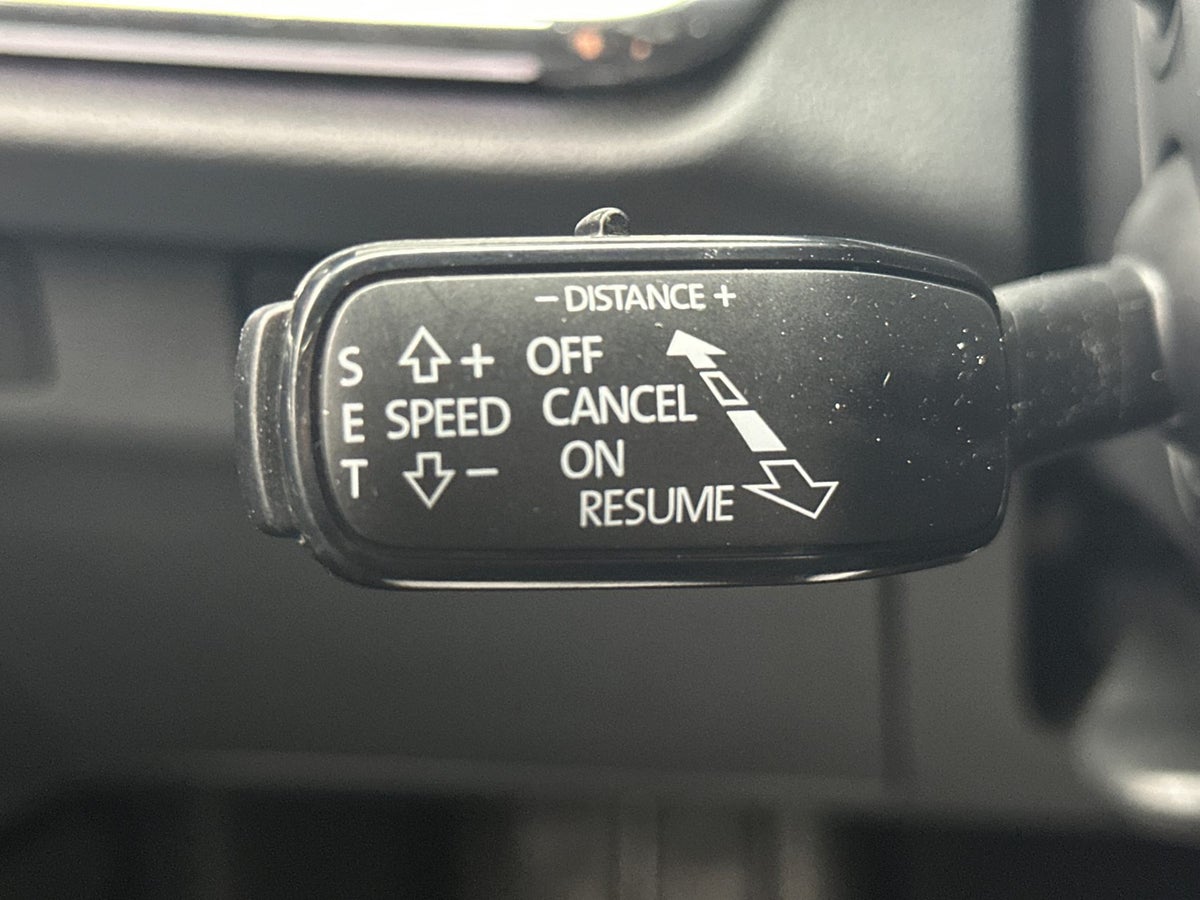 − DISTANCE +
S
E
T
+
SPEED
−
OFF
CANCEL
ON
RESUME